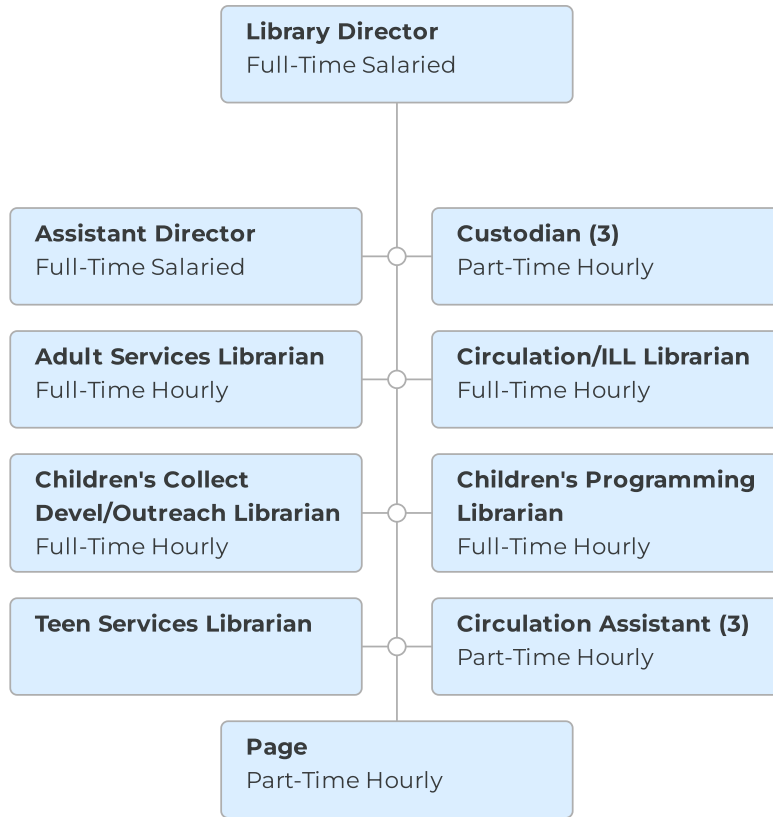 Library Director
Full-Time Salaried
Assistant Director
Full-Time Salaried
Custodian (3)
Part-Time Hourly
Adult Services Librarian
Full-Time Hourly
Circulation/ILL Librarian
Full-Time Hourly
Children's Collect
Devel/Outreach Librarian
Full-Time Hourly
Children's Programming
Librarian
Full-Time Hourly
Teen Services Librarian
Circulation Assistant (3)
Part-Time Hourly
Page
Part-Time Hourly